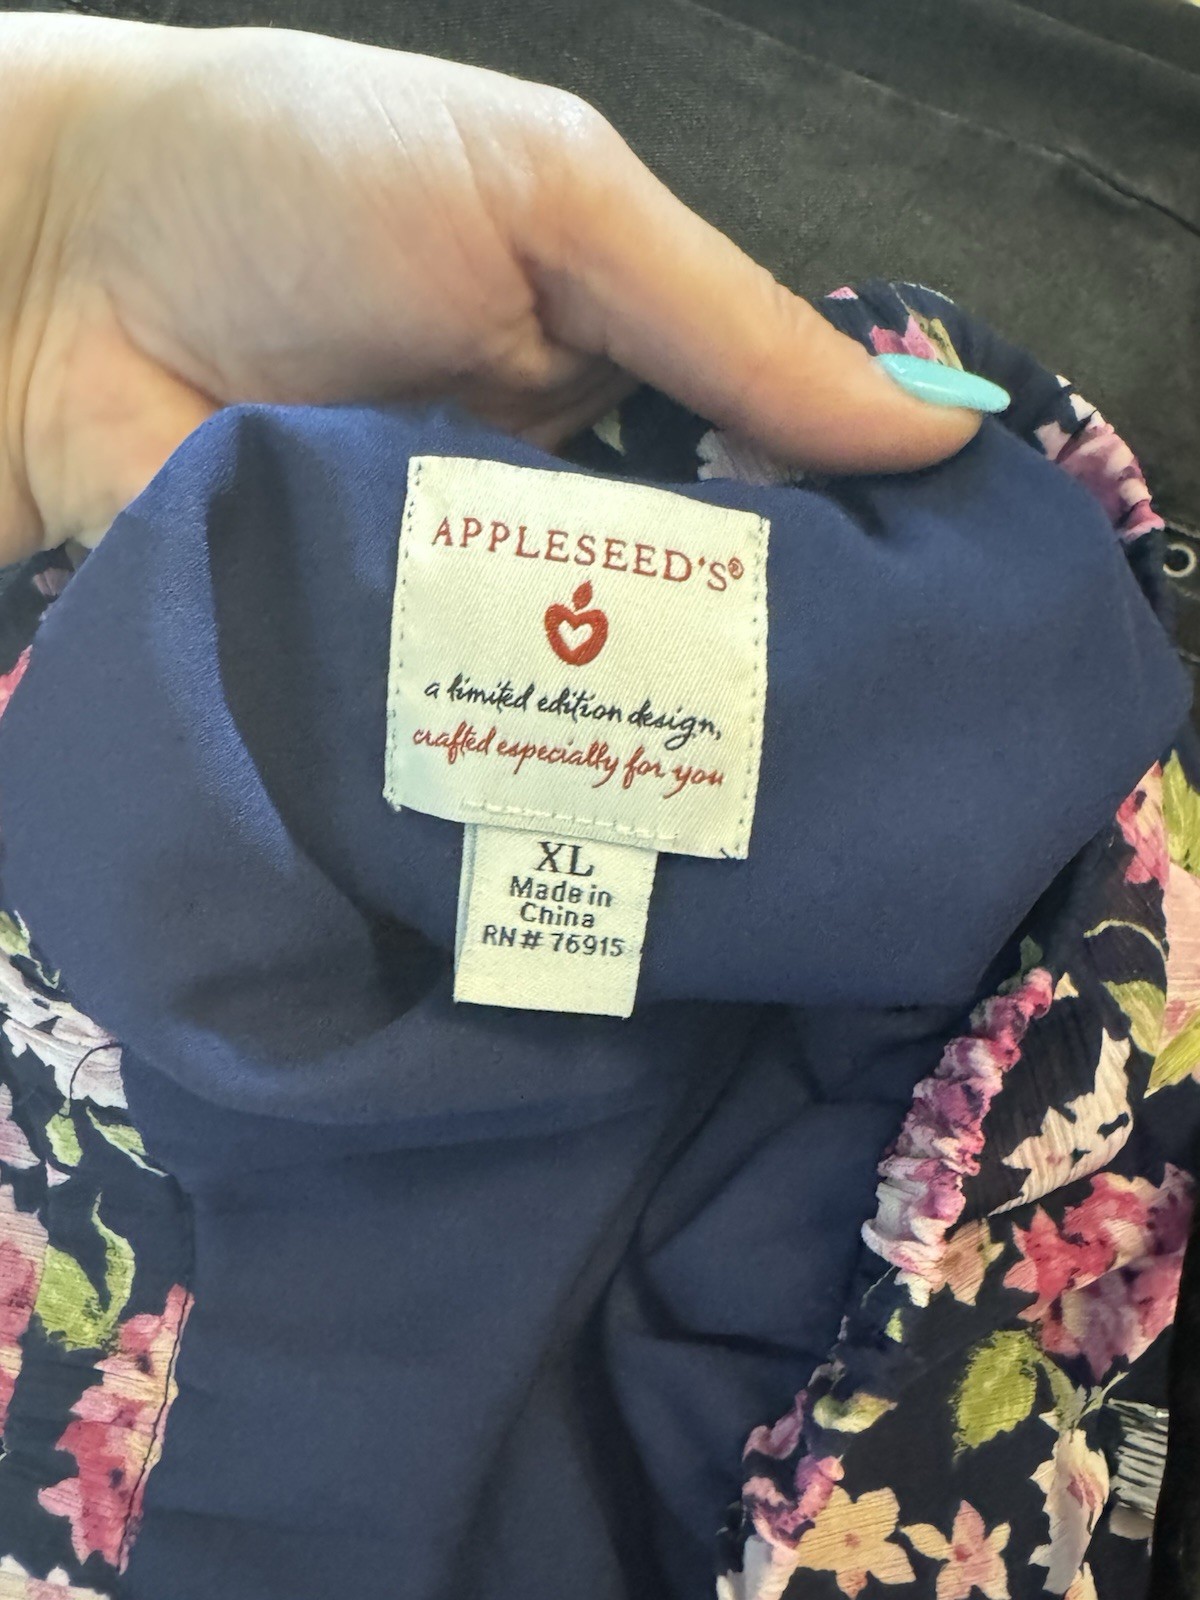 APPLESEED'S®
a limited edition design,
crafted especially for you
XL
Made in
China
RN# 76915